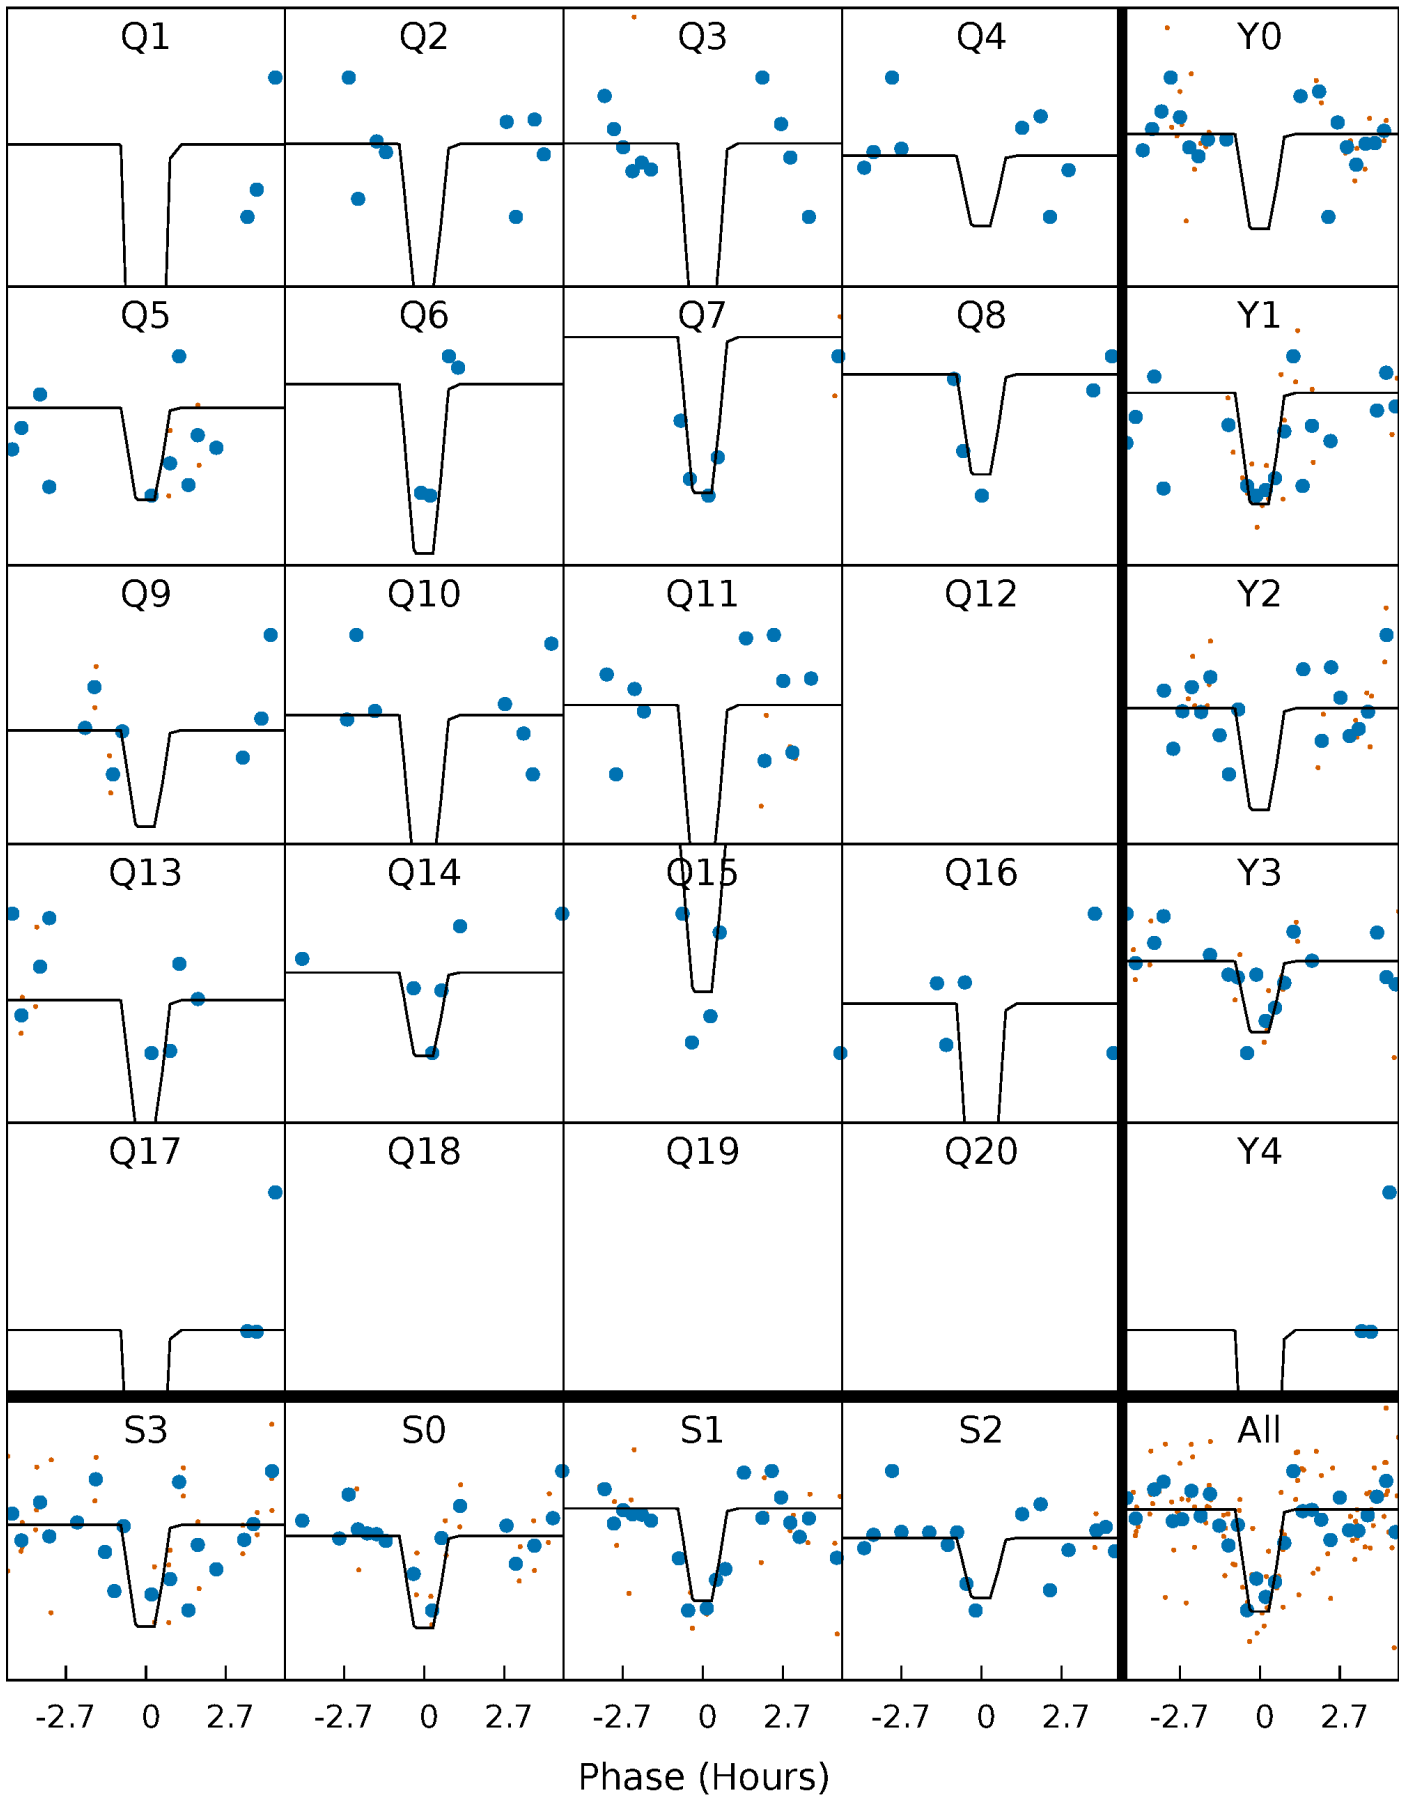 Q1 Q2 Q3 Q4 Y0
Q5 Q6 Q7 Q8 Y1
Q9 Q10 Q11 Q12 Y2
Q13 Q14 Q15 Q16 Y3
Q17 Q18 Q19 Q20 Y4
S3 S0 S1 S2 All
-2.7 0 2.7 -2.7 0 2.7 -2.7 0 2.7 -2.7 0 2.7 -2.7 0 2.7
Phase (Hours)